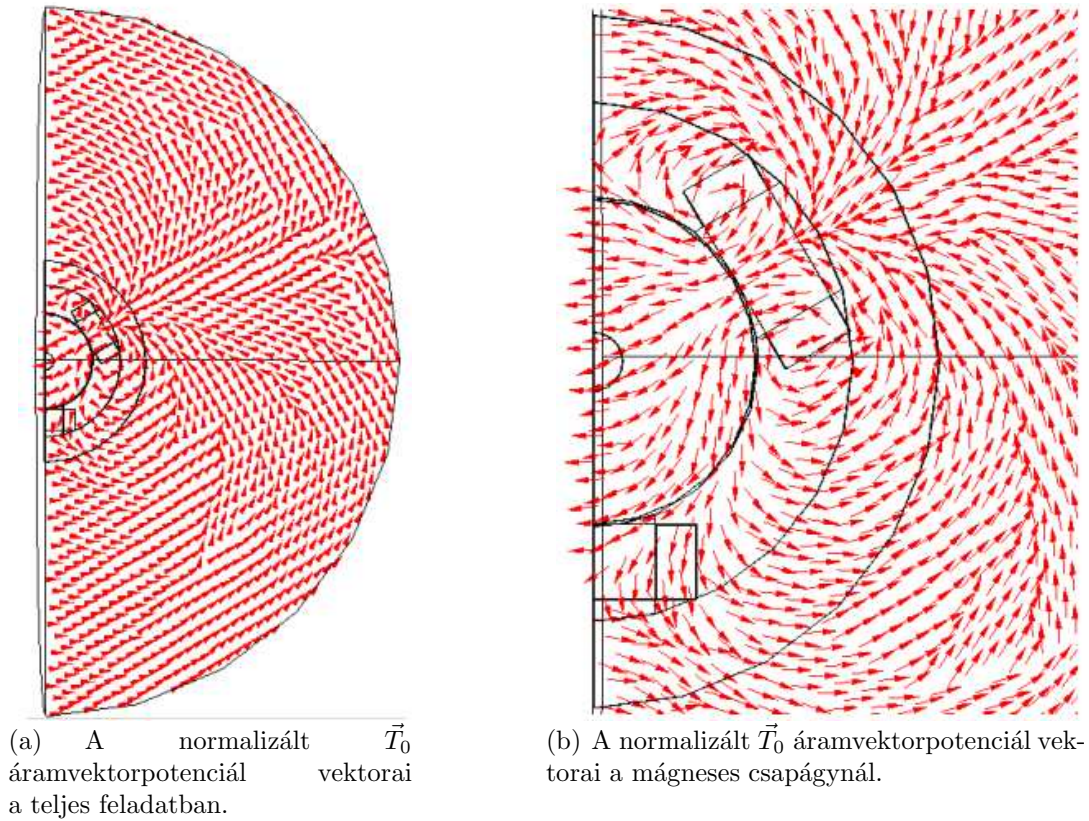 (a) A normalizált $\vec{T}_0$
áramvektorpotenciál vektorai
a teljes feladatban.
(b) A normalizált $\vec{T}_0$ áramvektorpotenciál vek-
torai a mágneses csapágynál.